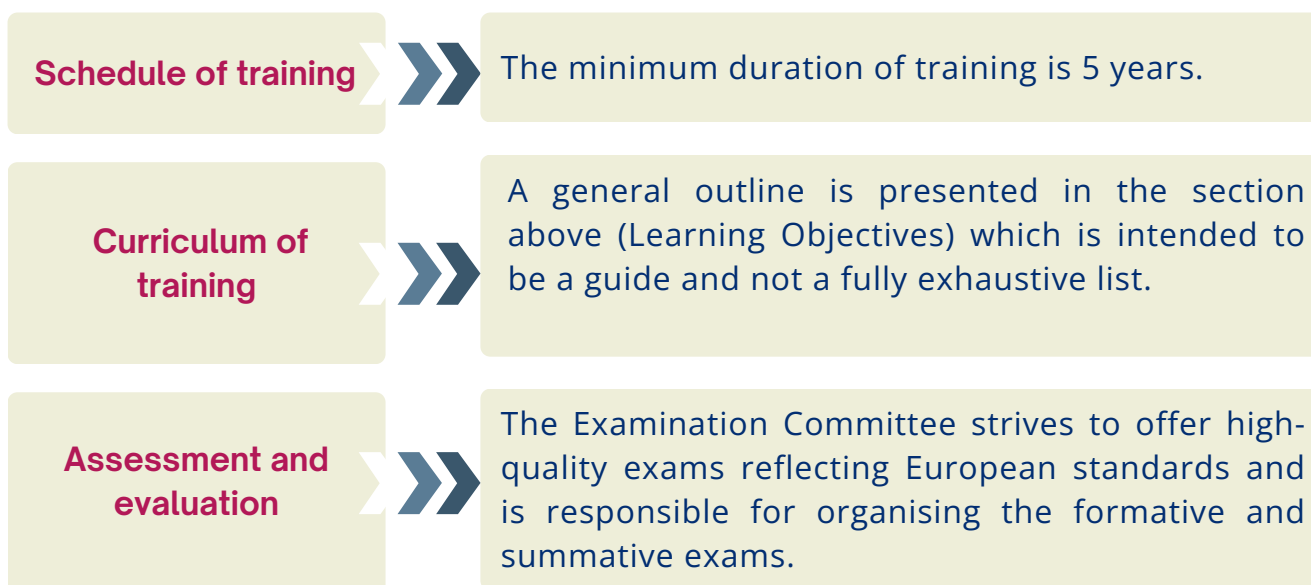 Schedule of training
The minimum duration of training is 5 years.
Curriculum of
training
A general outline is presented in the section
above (Learning Objectives) which is intended to
be a guide and not a fully exhaustive list.
Assessment and
evaluation
The Examination Committee strives to offer high-
quality exams reflecting European standards and
is responsible for organising the formative and
summative exams.